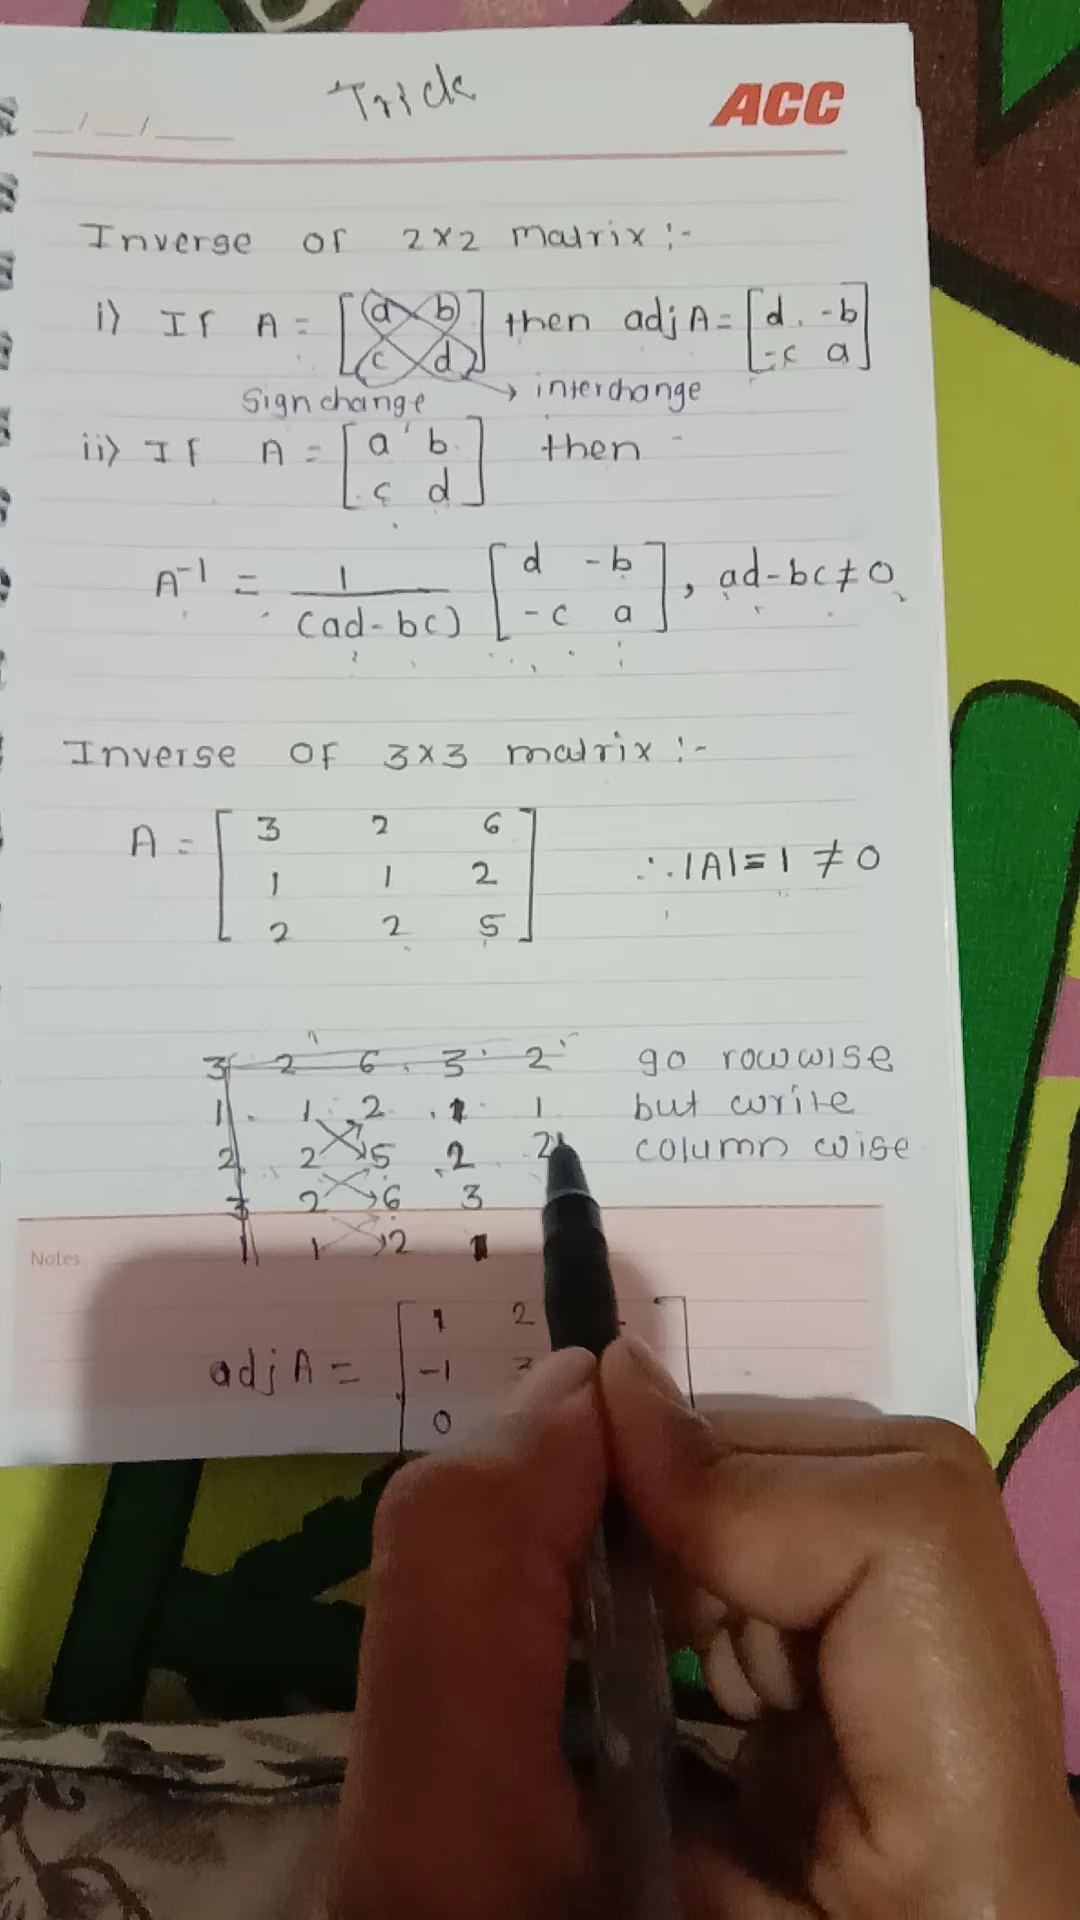 Trick
ACC
__/__/____
Inverse of 2×2 matrix :-
i) If A = [a b] then adj A = [d -b]
[c d] [-c a]
Sign change → interchange
ii) If A = [a b] then
[c d]
A⁻¹ = 1/(ad-bc) [d -b], ad-bc≠0
[-c a]
Inverse of 3×3 matrix :-
A = [3 2 6]
[1 1 2] ∴ |A| = 1 ≠ 0
[2 2 5]
3 2 6 3 2 go rowwise
1 1 2 1 1 but write
2 2 5 2 2 column wise
3 2 6 3
1 1 2 1
Notes
adj A = [1 2
-1
0